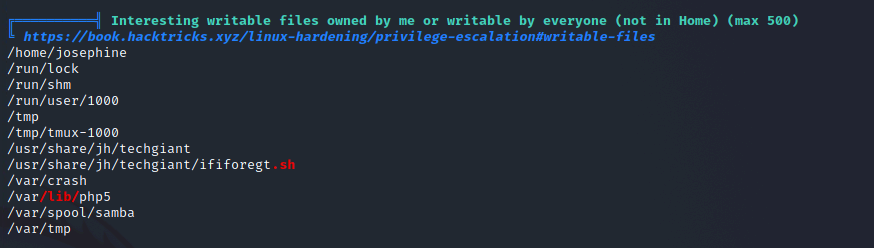 ╔══════════╣ Interesting writable files owned by me or writable by everyone (not in Home) (max 500)
╚ https://book.hacktricks.xyz/linux-hardening/privilege-escalation#writable-files
/home/josephine
/run/lock
/run/shm
/run/user/1000
/tmp
/tmp/tmux-1000
/usr/share/jh/techgiant
/usr/share/jh/techgiant/ififoregt.sh
/var/crash
/var/lib/php5
/var/spool/samba
/var/tmp